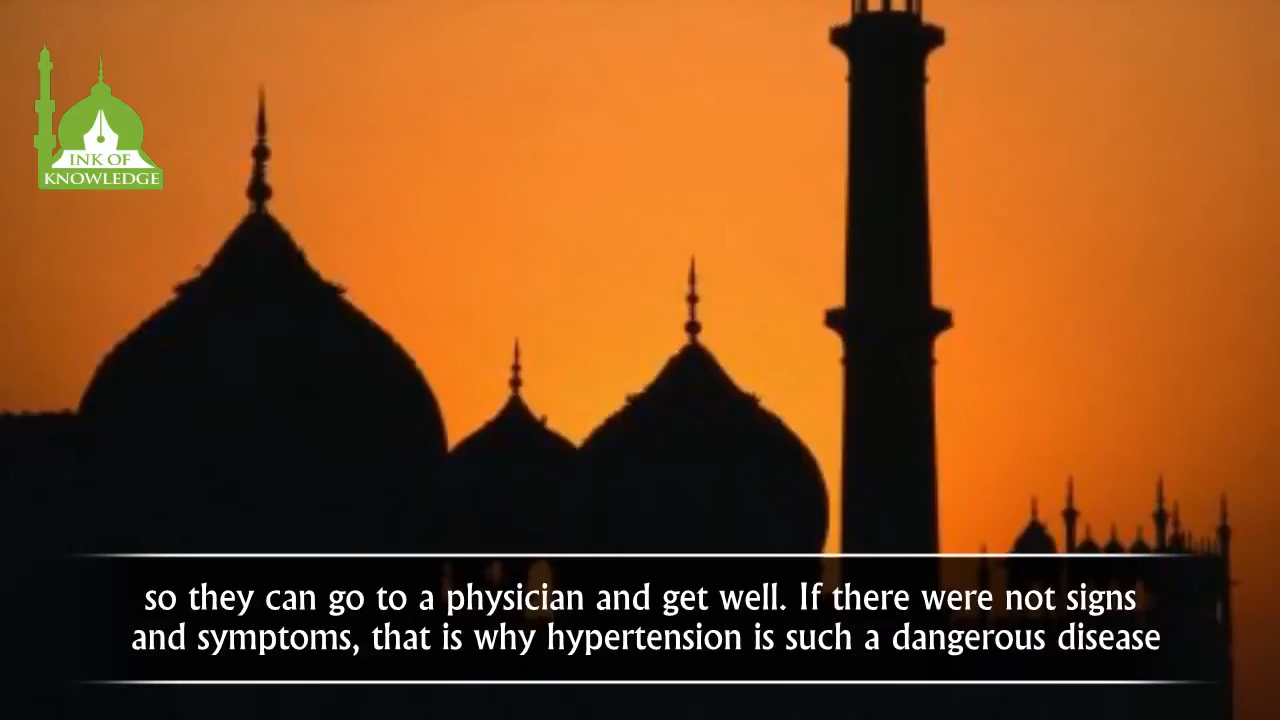 INK OF
KNOWLEDGE
so they can go to a physician and get well. If there were not signs
and symptoms, that is why hypertension is such a dangerous disease